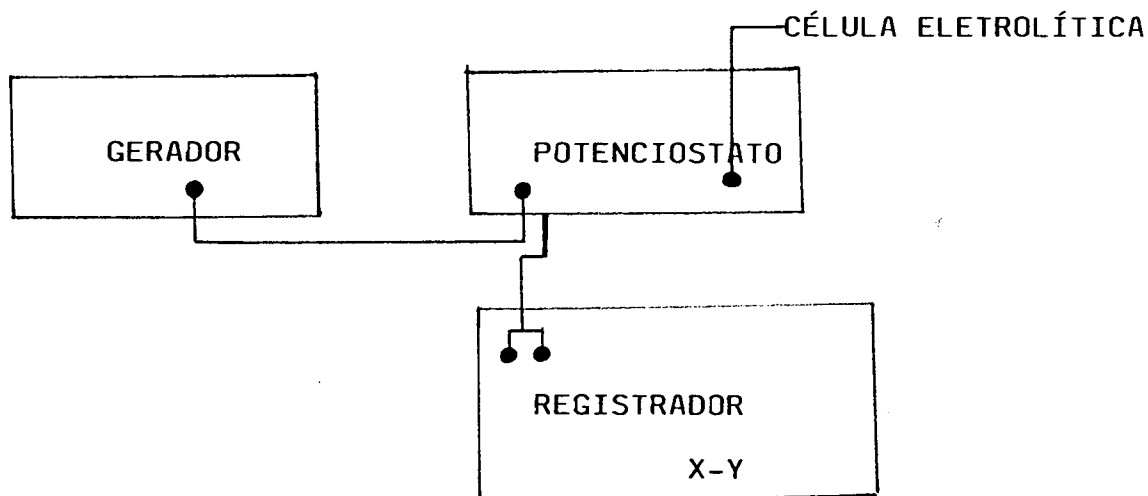 CÉLULA ELETROLÍTICA
GERADOR
POTENCIOSTATO
REGISTRADOR
X-Y